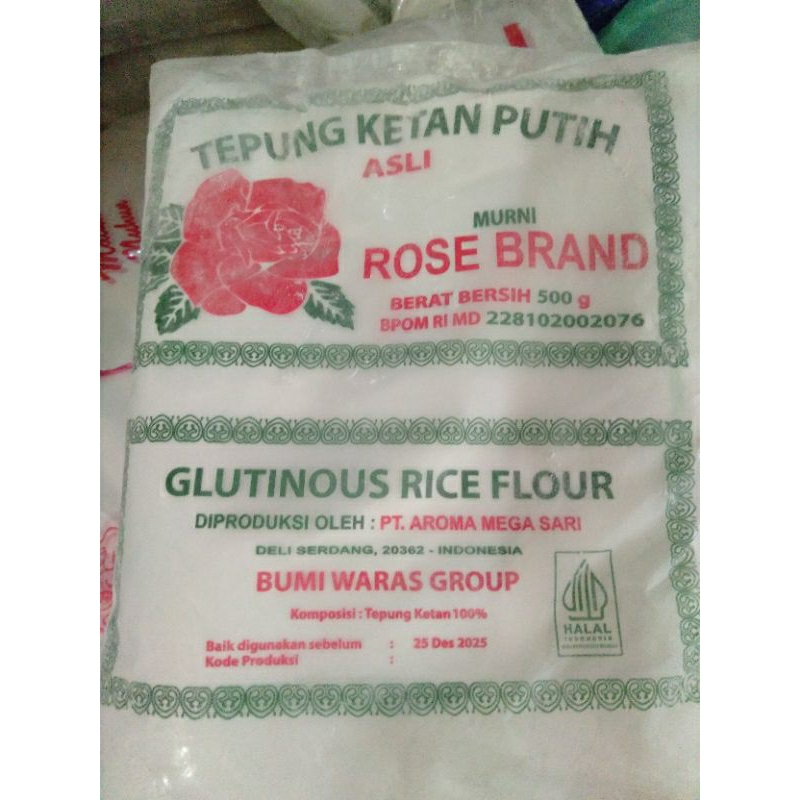 TEPUNG KETAN PUTIH
ASLI
MURNI
ROSE BRAND
BERAT BERSIH 500 g
BPOM RI MD 228102002076
GLUTINOUS RICE FLOUR
DIPRODUKSI OLEH : PT. AROMA MEGA SARI
DELI SERDANG, 20362 - INDONESIA
BUMI WARAS GROUP
Komposisi : Tepung Ketan 100%
Baik digunakan sebelum : 25 Des 2025
Kode Produksi :
HALAL
INDONESIA